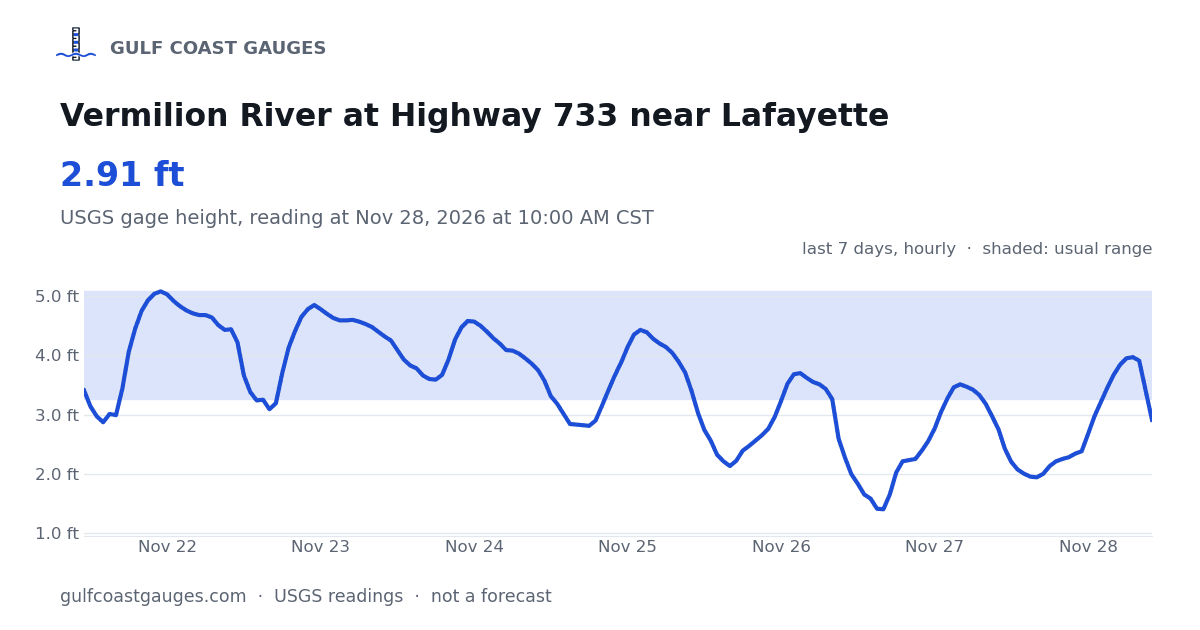 GULF COAST GAUGES
Vermilion River at Highway 733 near Lafayette
2.91 ft
USGS gage height, reading at Nov 28, 2026 at 10:00 AM CST
last 7 days, hourly · shaded: usual range
5.0 ft
4.0 ft
3.0 ft
2.0 ft
1.0 ft
Nov 22 Nov 23 Nov 24 Nov 25 Nov 26 Nov 27 Nov 28
gulfcoastgauges.com · USGS readings · not a forecast